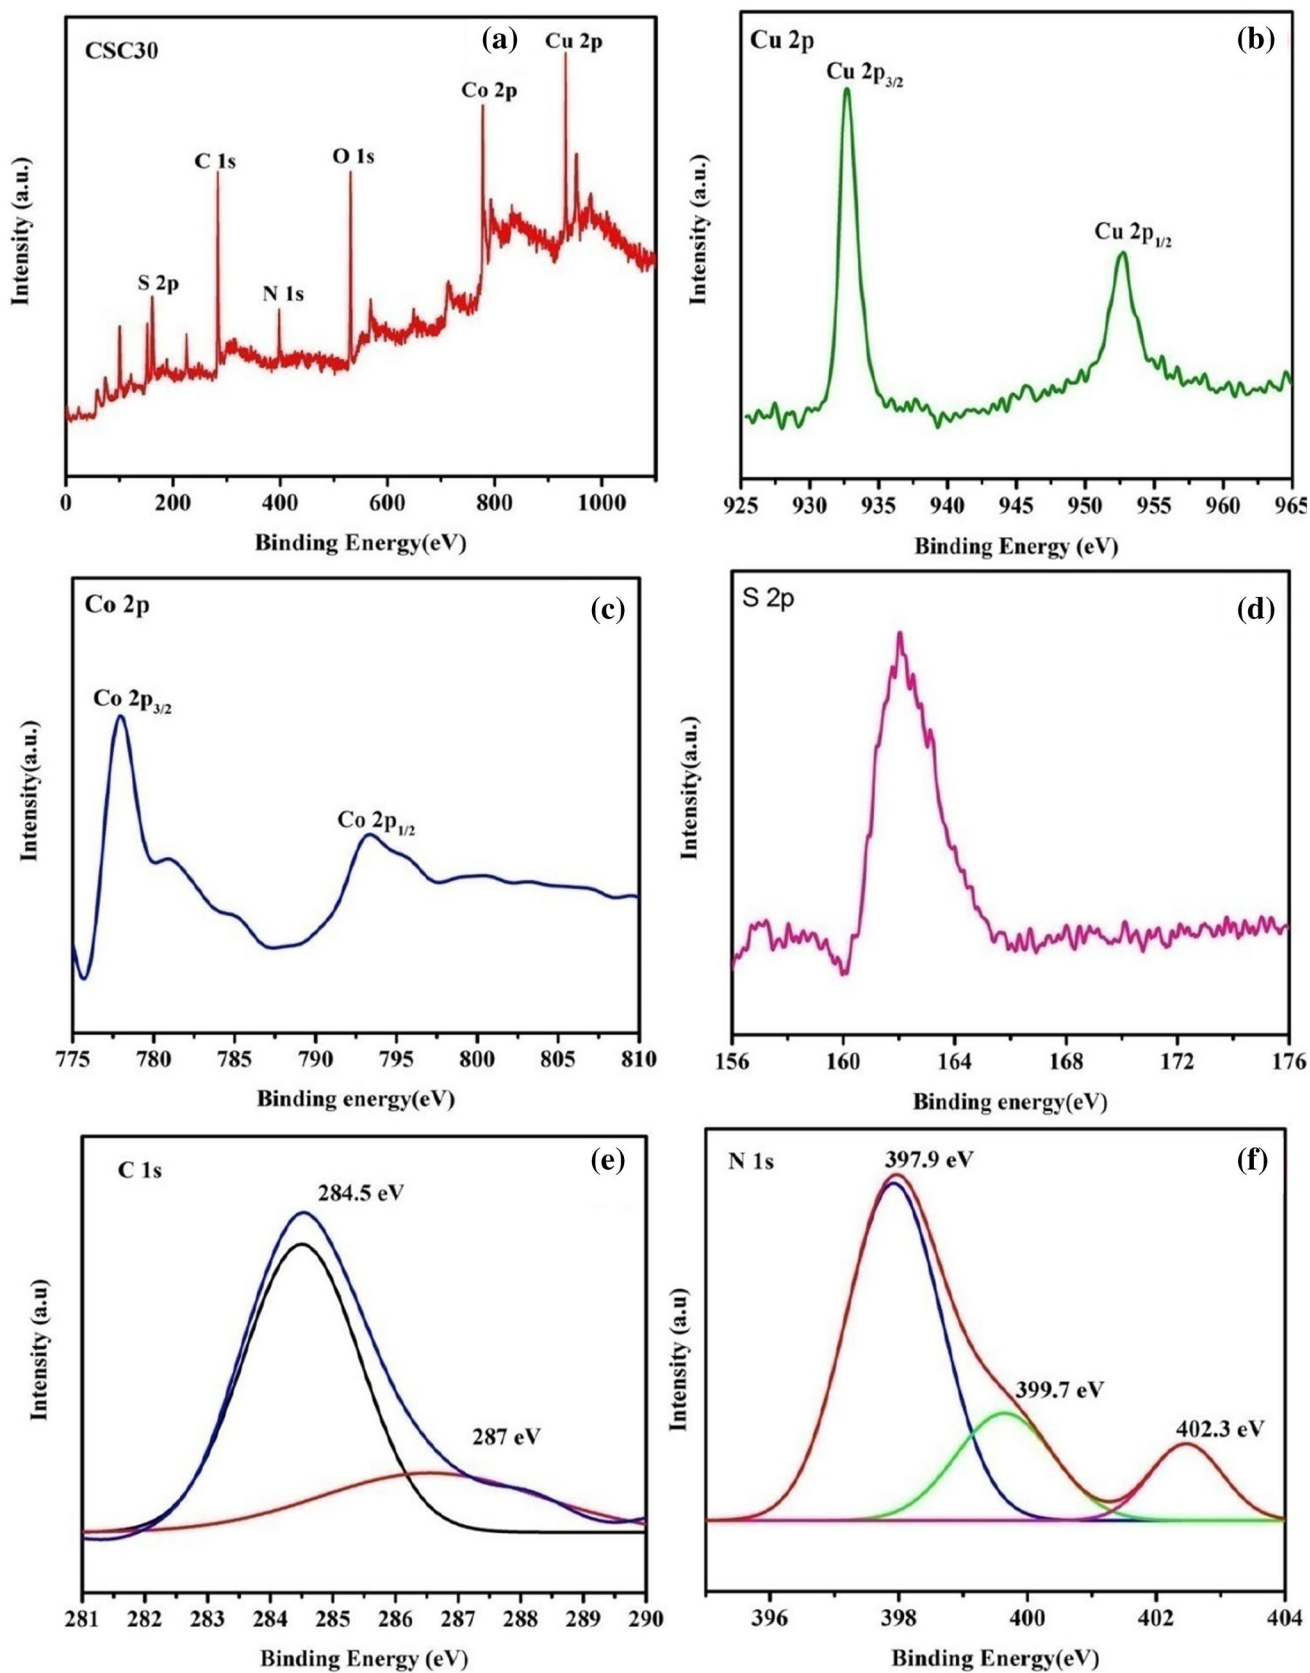 CSC30
(a)
Cu 2p
Co 2p
C 1s
O 1s
S 2p
N 1s
Intensity (a.u.)
0 200 400 600 800 1000
Binding Energy(eV)
Cu 2p
(b)
Cu 2p3/2
Cu 2p1/2
Intensity (a.u.)
925 930 935 940 945 950 955 960 965
Binding Energy (eV)
Co 2p
(c)
Co 2p3/2
Co 2p1/2
Intensity(a.u.)
775 780 785 790 795 800 805 810
Binding energy(eV)
S 2p
(d)
Intensity(a.u.)
156 160 164 168 172 176
Binding energy(eV)
C 1s
(e)
284.5 eV
287 eV
Intensity (a.u)
281 282 283 284 285 286 287 288 289 290
Binding Energy (eV)
N 1s
397.9 eV
(f)
399.7 eV
402.3 eV
Intensity (a.u)
396 398 400 402 404
Binding Energy (eV)